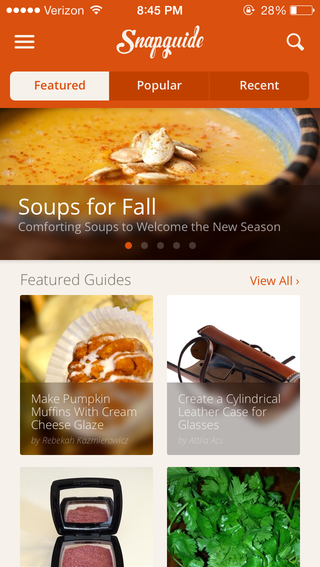 Verizon 8:45 PM 28%
Snapguide
Featured Popular Recent
Soups for Fall
Comforting Soups to Welcome the New Season
Featured Guides View All ›
Make Pumpkin
Muffins With Cream
Cheese Glaze
by Rebekah Kazmierowicz
Create a Cylindrical
Leather Case for
Glasses
by Attila Acs